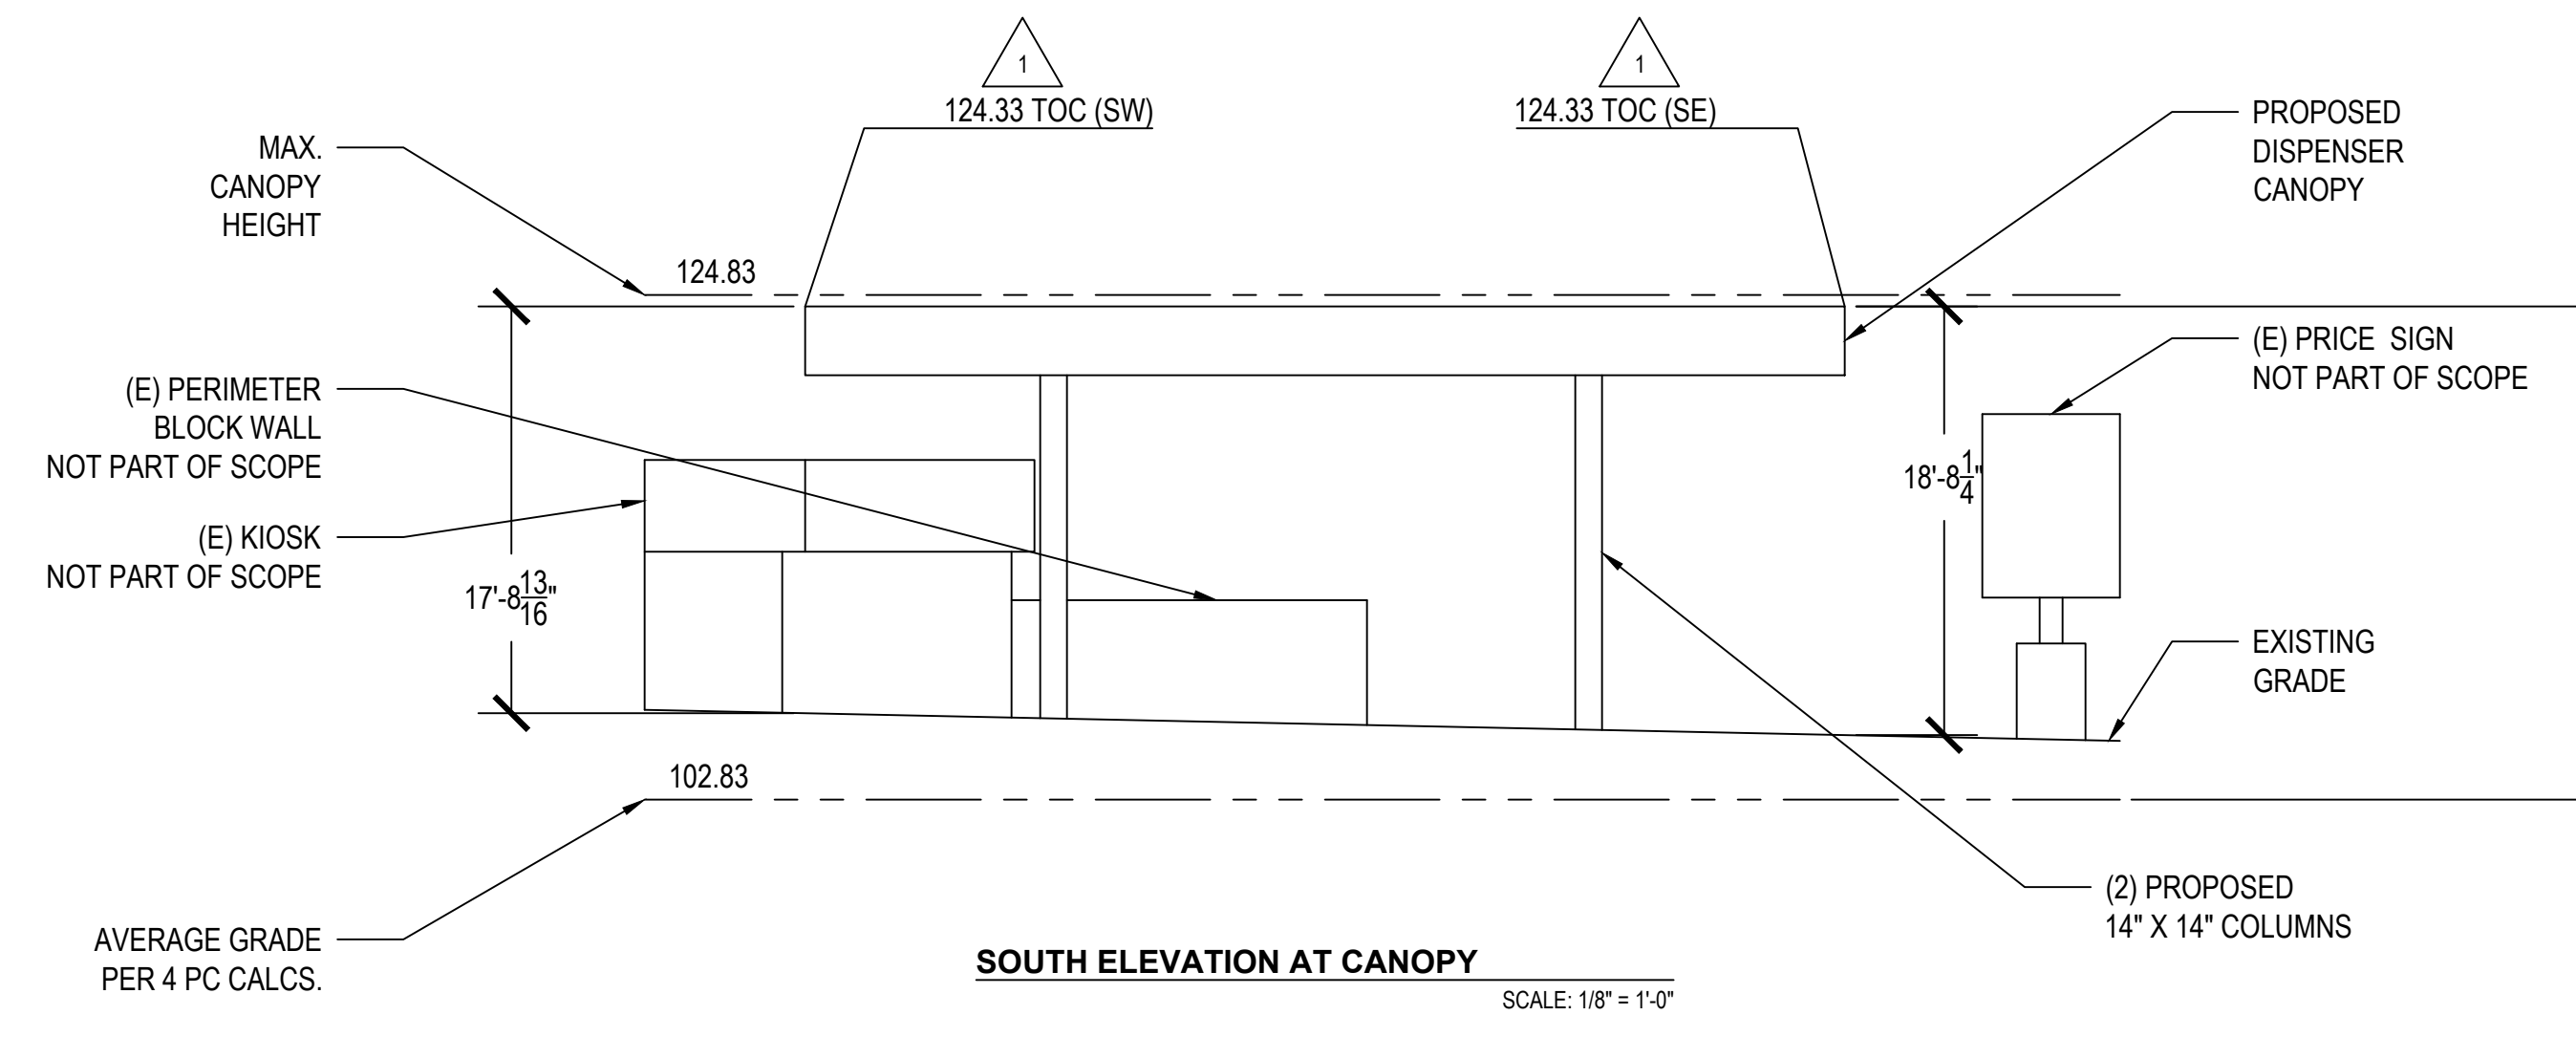 1
1
124.33 TOC (SW)
124.33 TOC (SE)
MAX.
CANOPY
HEIGHT
PROPOSED
DISPENSER
CANOPY
124.83
(E) PERIMETER
BLOCK WALL
NOT PART OF SCOPE
(E) PRICE SIGN
NOT PART OF SCOPE
18'-8 1/4"
(E) KIOSK
NOT PART OF SCOPE
17'-8 13/16"
EXISTING
GRADE
102.83
(2) PROPOSED
14" X 14" COLUMNS
AVERAGE GRADE
PER 4 PC CALCS.
SOUTH ELEVATION AT CANOPY
SCALE: 1/8" = 1'-0"